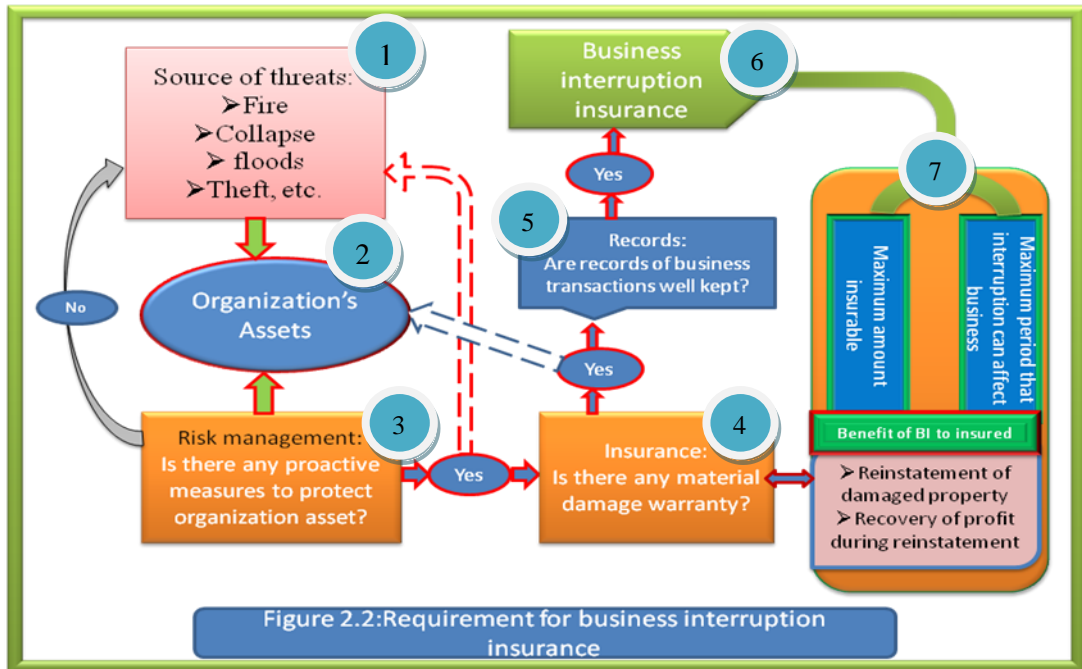 1
Source of threats:
➢Fire
➢Collapse
➢ floods
➢Theft, etc.
2
Organization's
Assets
No
3
Risk management:
Is there any proactive
measures to protect
organization asset?
Yes
4
Insurance:
Is there any material
damage warranty?
Yes
5
Records:
Are records of business
transactions well kept?
Yes
6
Business
interruption
insurance
7
Maximum amount
insurable
Maximum period that
interruption can affect
business
Benefit of BI to insured
➢ Reinstatement of
damaged property
➢ Recovery of profit
during reinstatement
Figure 2.2:Requirement for business interruption
insurance